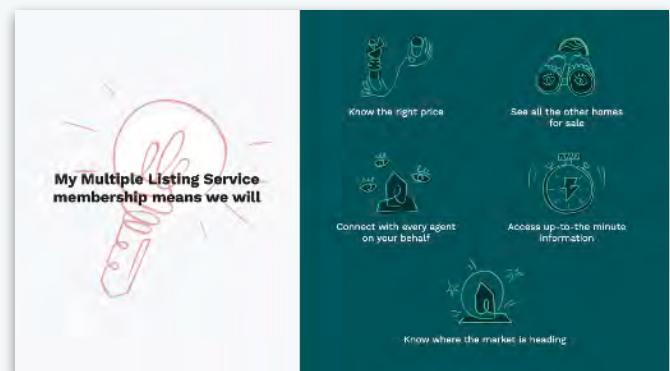 My Multiple Listing Service
membership means we will
Know the right price
See all the other homes
for sale
Connect with every agent
on your behalf
Access up-to-the minute
information
Know where the market is heading